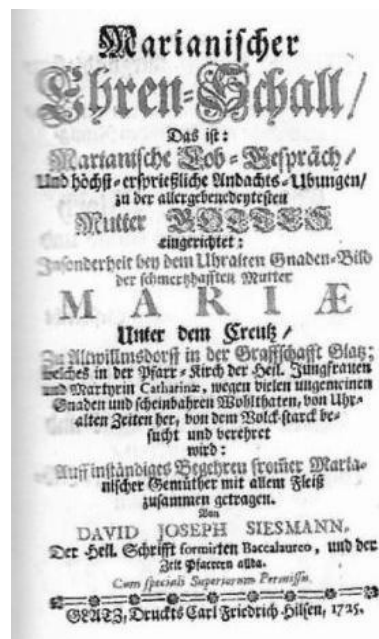 Marianischer
Ehren-Schall/
Das ist:
Marianische Lob-Gespräch/
Und höchst-ersprießliche Andachts-Ubungen/
zu der allergebenedeytesten
Mutter GOTTES
eingerichtet:
Insonderheit bey dem Uhralten Gnaden-Bild
der schmertzhafften Mutter
MARIÆ
Unter dem Creutz/
Zu Altwillmsdorff in der Graffschafft Glatz;
welches in der Pfarr-Kirch der Heil. Jungfrauen
und Martyrin Catharinæ, wegen vielen ungemeinen
Gnaden und scheinbahren Wohlthaten, von Uhr-
alten Zeiten her, von dem Volck starck be-
sucht und verehret
wird:
Auff inständiges Begehren from̃er Maria-
nischer Gemüther mit allem Fleiß
zusammen getragen.
Von
DAVID JOSEPH SIESMANN,
Der Heil. Schrifft formirten Baccalaureo, und der
Zeit Pfarrern allda.
Cum speciali Superiorum Permissu.
GLATZ, Druckts Carl Friedrich Hilsen, 1725.